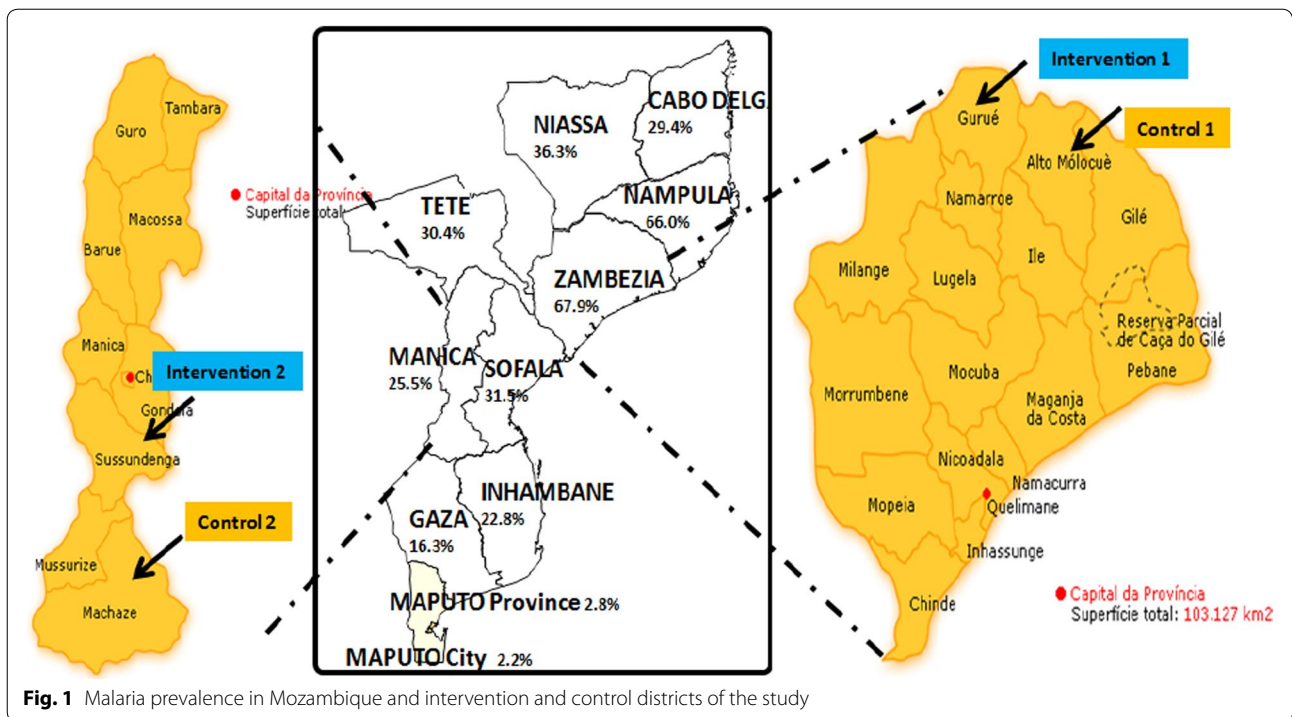 Guro
Tambara
Macossa
Barue
Manica
Ch
Intervention 2
Gondola
Sussundenga
Control 2
Mussurize
Machaze
Capital da Província
Superfície total:
CABO DELG.
29.4%
NIASSA
36.3%
NAMPULA
66.0%
TETE
30.4%
ZAMBEZIA
67.9%
MANICA
25.5%
SOFALA
31.5%
INHAMBANE
22.8%
GAZA
16.3%
MAPUTO Province 2.8%
MAPUTO City 2.2%
Intervention 1
Gurué
Control 1
Alto Mólocuè
Namarroe
Gilé
Ile
Milange
Lugela
Reserva Parcial
de Caça do Gilé
Pebane
Mocuba
Morrumbene
Maganja
da Costa
Nicoadala
Namacurra
Mopeia
Quelimane
Inhassunge
Chinde
Capital da Província
Superfície total: 103.127 km2
Fig. 1 Malaria prevalence in Mozambique and intervention and control districts of the study